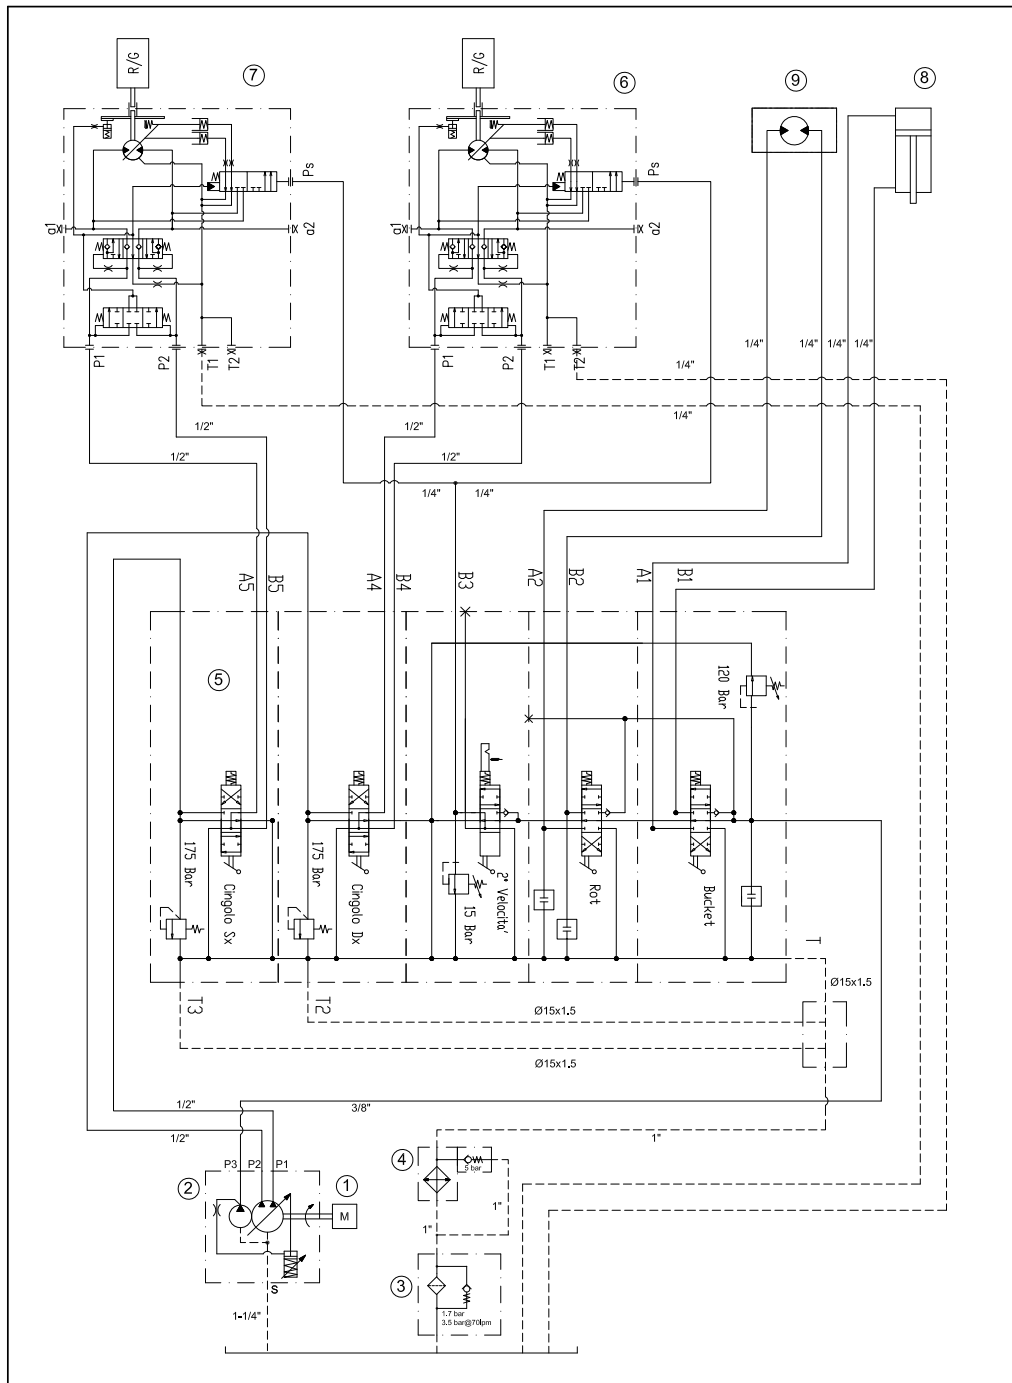 R/G
7
R/G
6
9
8
Ps
Ps
a1
a2
a1
a2
P1
P2
T1
T2
P1
P2
T1
T2
1/4"
1/4"
1/4"
1/4"
1/4"
1/4"
1/2"
1/2"
1/2"
1/2"
1/4"
1/4"
A5
B5
A4
B4
B3
A2
B2
A1
B1
5
120 Bar
175 Bar
Cingolo Sx
175 Bar
Cingolo Dx
15 Bar
2° Velocita'
Rot
Bucket
T
T3
T2
Ø15x1.5
Ø15x1.5
Ø15x1.5
1/2"
3/8"
1/2"
1"
P3
P2
P1
2
1
M
4
5 bar
1"
1"
3
S
1-1/4"
1.7 bar
3.5 bar@70lpm